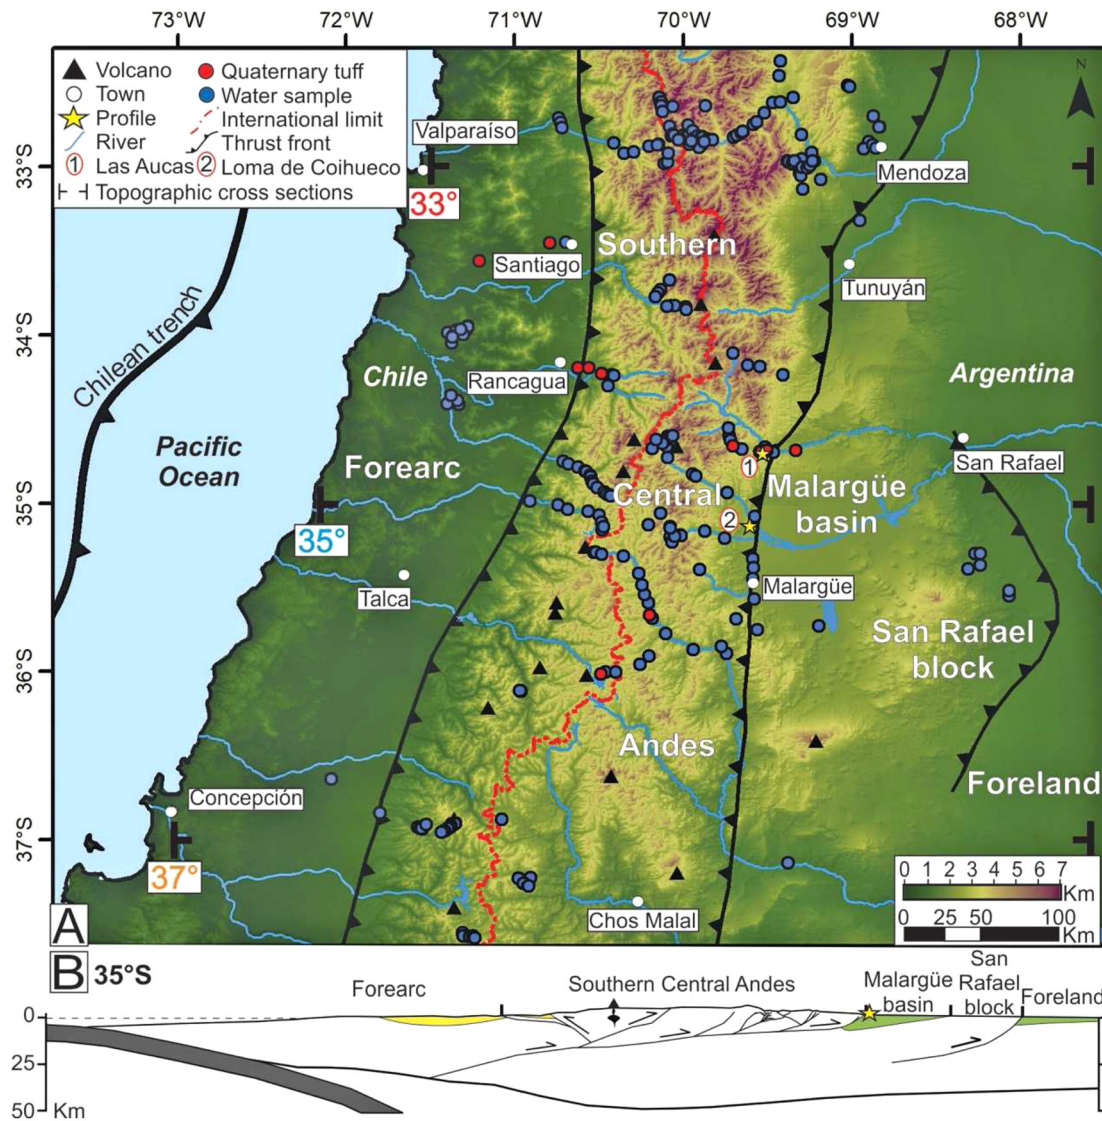 73°W 72°W 71°W 70°W 69°W 68°W
Volcano
Quaternary tuff
Town
Water sample
Profile
International limit
River
Thrust front
1 Las Aucas
2 Loma de Coihueco
Topographic cross sections
N
Valparaíso
33°S
Mendoza
33°
Southern
Santiago
Tunuyán
Chilean trench
34°S
Chile
Rancagua
Argentina
Pacific
Ocean
Forearc
San Rafael
1
Central
Malargüe
basin
35°S
2
35°
Talca
Malargüe
San Rafael
block
36°S
Andes
Foreland
Concepción
37°S
37°
0 1 2 3 4 5 6 7
Km
0 25 50 100
Km
Chos Malal
A
B 35°S
Forearc
Southern Central Andes
Malargüe
basin
San
Rafael
block
Foreland
0
25
50 Km